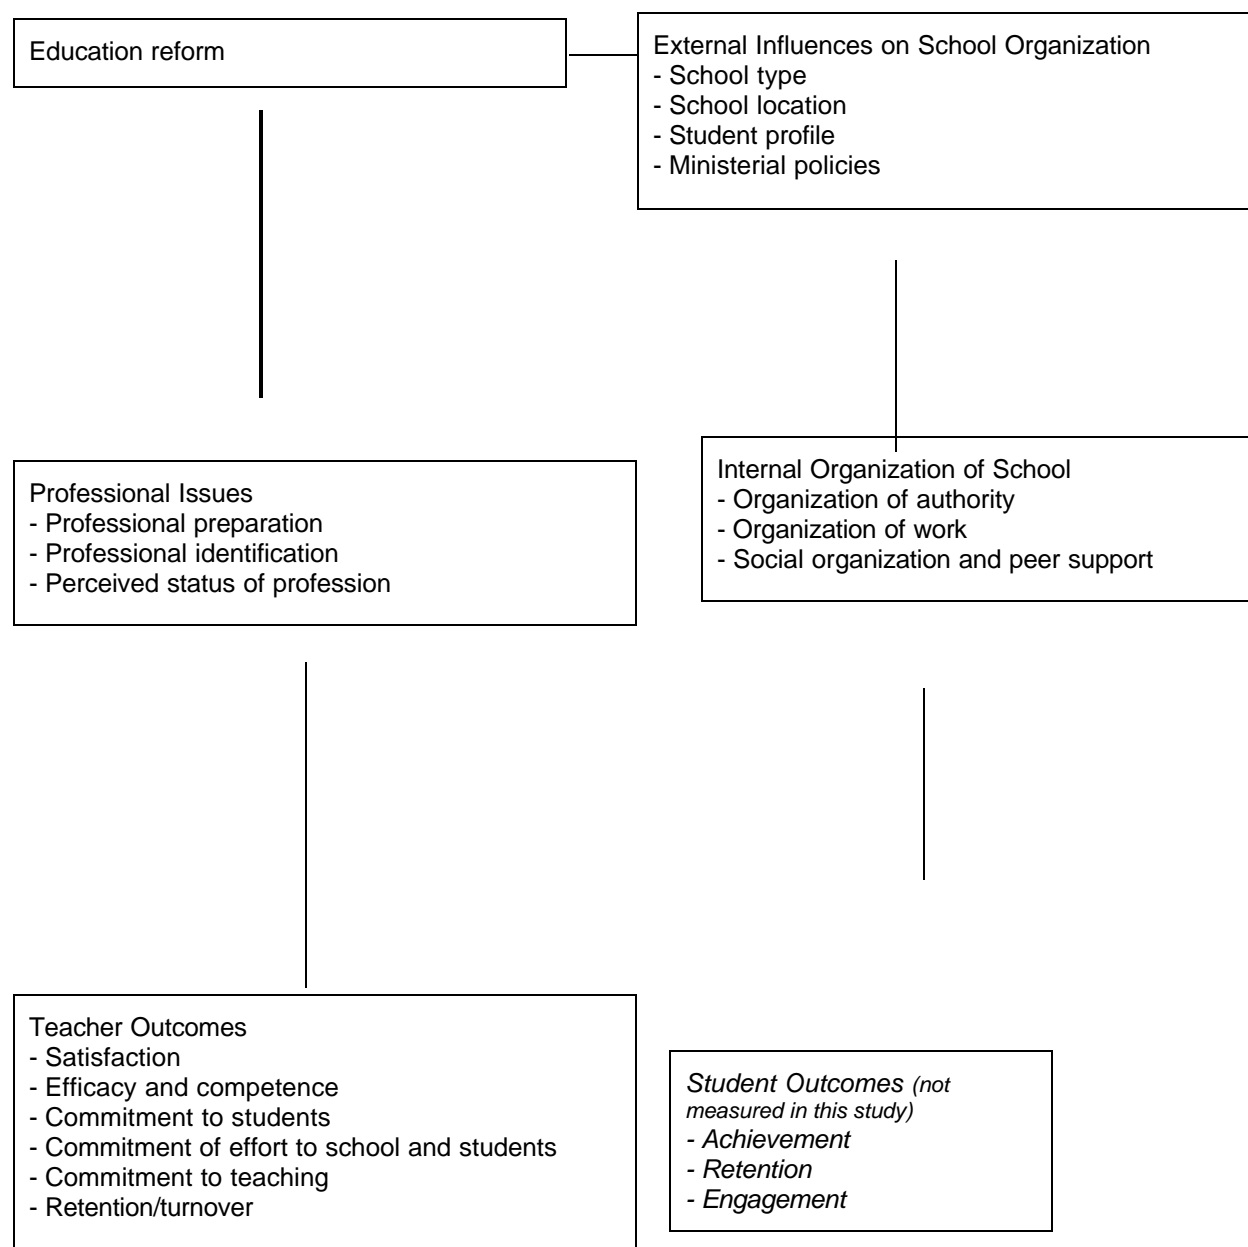 Education reform
External Influences on School Organization
- School type
- School location
- Student profile
- Ministerial policies
Professional Issues
- Professional preparation
- Professional identification
- Perceived status of profession
Internal Organization of School
- Organization of authority
- Organization of work
- Social organization and peer support
Teacher Outcomes
- Satisfaction
- Efficacy and competence
- Commitment to students
- Commitment of effort to school and students
- Commitment to teaching
- Retention/turnover
Student Outcomes (not
measured in this study)
- Achievement
- Retention
- Engagement